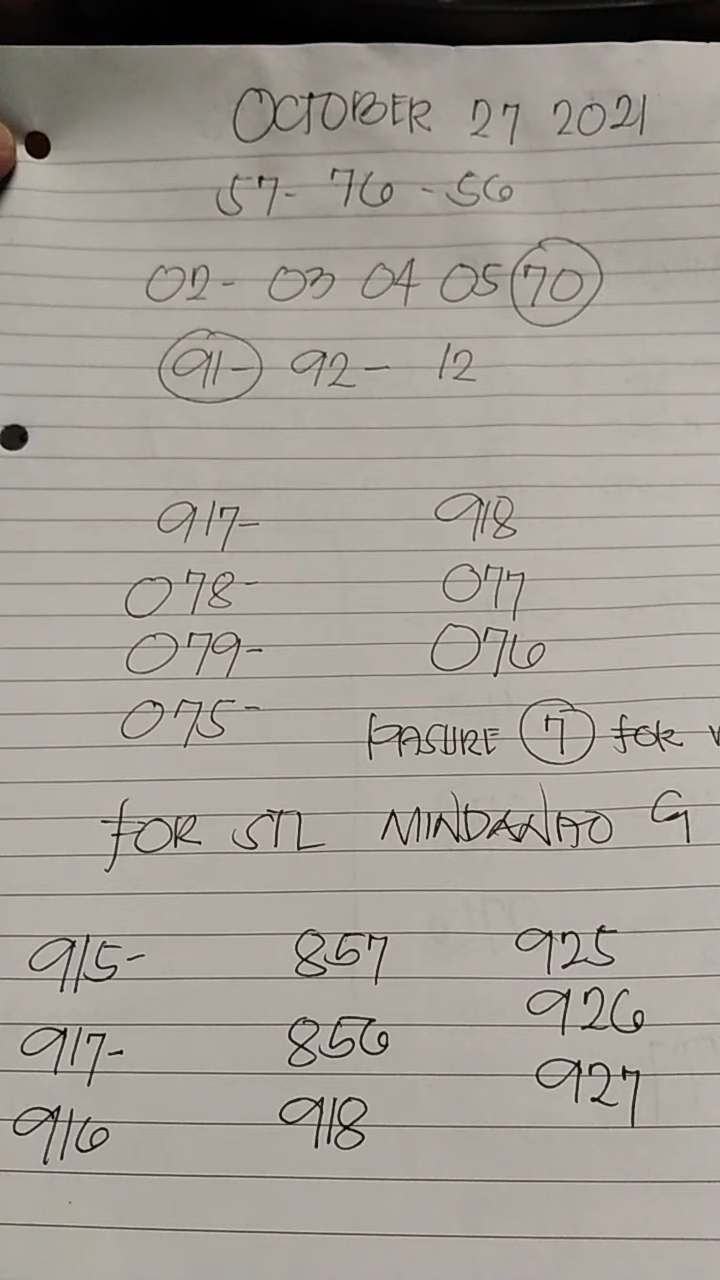 OCTOBER 27 2021
57- 76 - 56
02- 03 04 05 70
91- 92- 12
917- 918
078- 077
079- 076
075- PASURE 7 for
FOR STL MINDANAO G
915- 857 925
926
917- 856
927
916 918